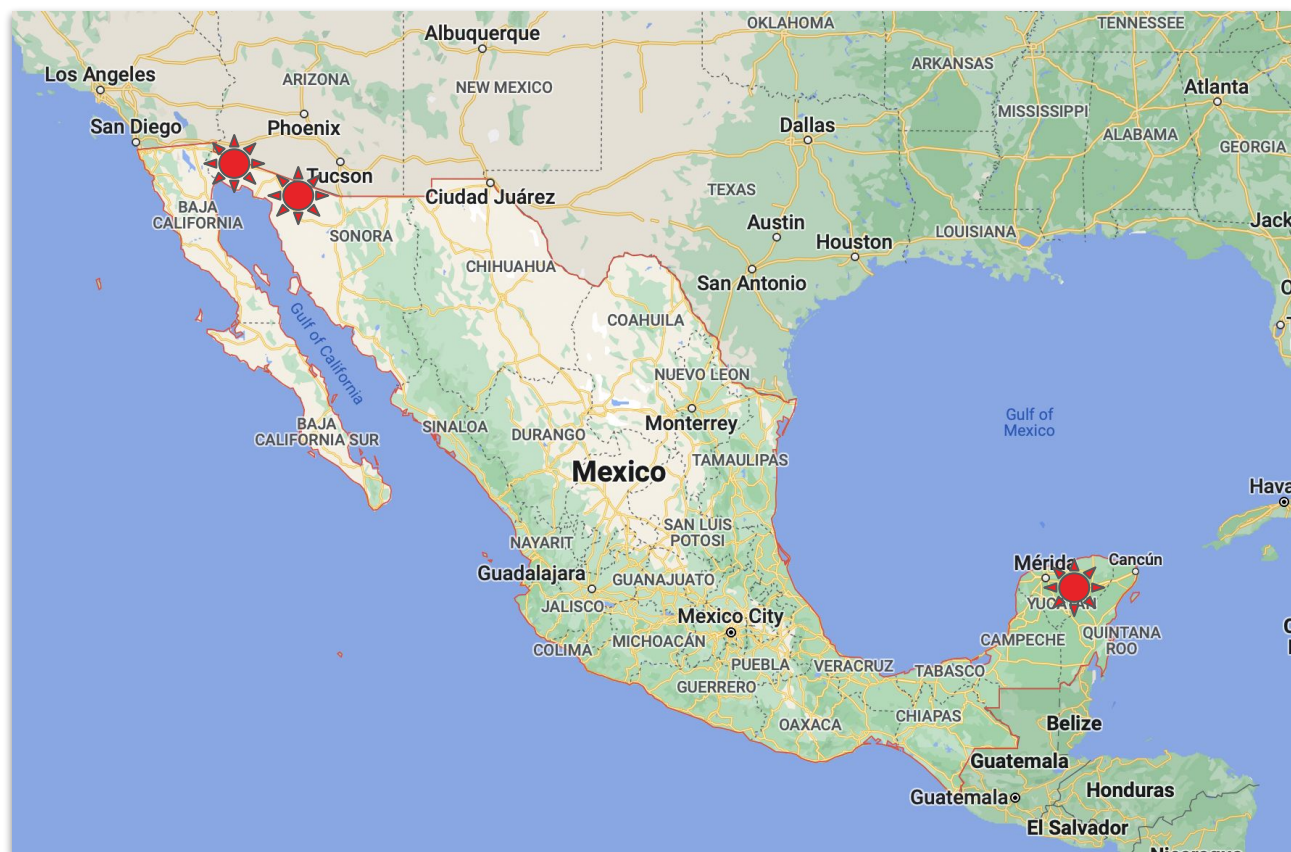 OKLAHOMA
TENNESSEE
Albuquerque
ARKANSAS
Los Angeles
ARIZONA
NEW MEXICO
Atlanta
MISSISSIPPI
San Diego
Phoenix
Dallas
ALABAMA
GEORGIA
Tucson
TEXAS
Ciudad Juárez
BAJA
CALIFORNIA
Austin
Jack
SONORA
Houston
LOUISIANA
CHIHUAHUA
San Antonio
COAHUILA
Gulf of California
NUEVO LEON
Gulf of
Mexico
BAJA
CALIFORNIA SUR
SINALOA
DURANGO
Monterrey
Mexico
TAMAULIPAS
Hava
SAN LUIS
POTOSI
NAYARIT
Mérida
Cancún
Guadalajara
GUANAJUATO
JALISCO
YUCATÁN
Mexico City
MICHOACÁN
CAMPECHE
QUINTANA
ROO
COLIMA
PUEBLA
VERACRUZ
TABASCO
GUERRERO
OAXACA
CHIAPAS
Belize
Guatemala
Guatemala
Honduras
El Salvador